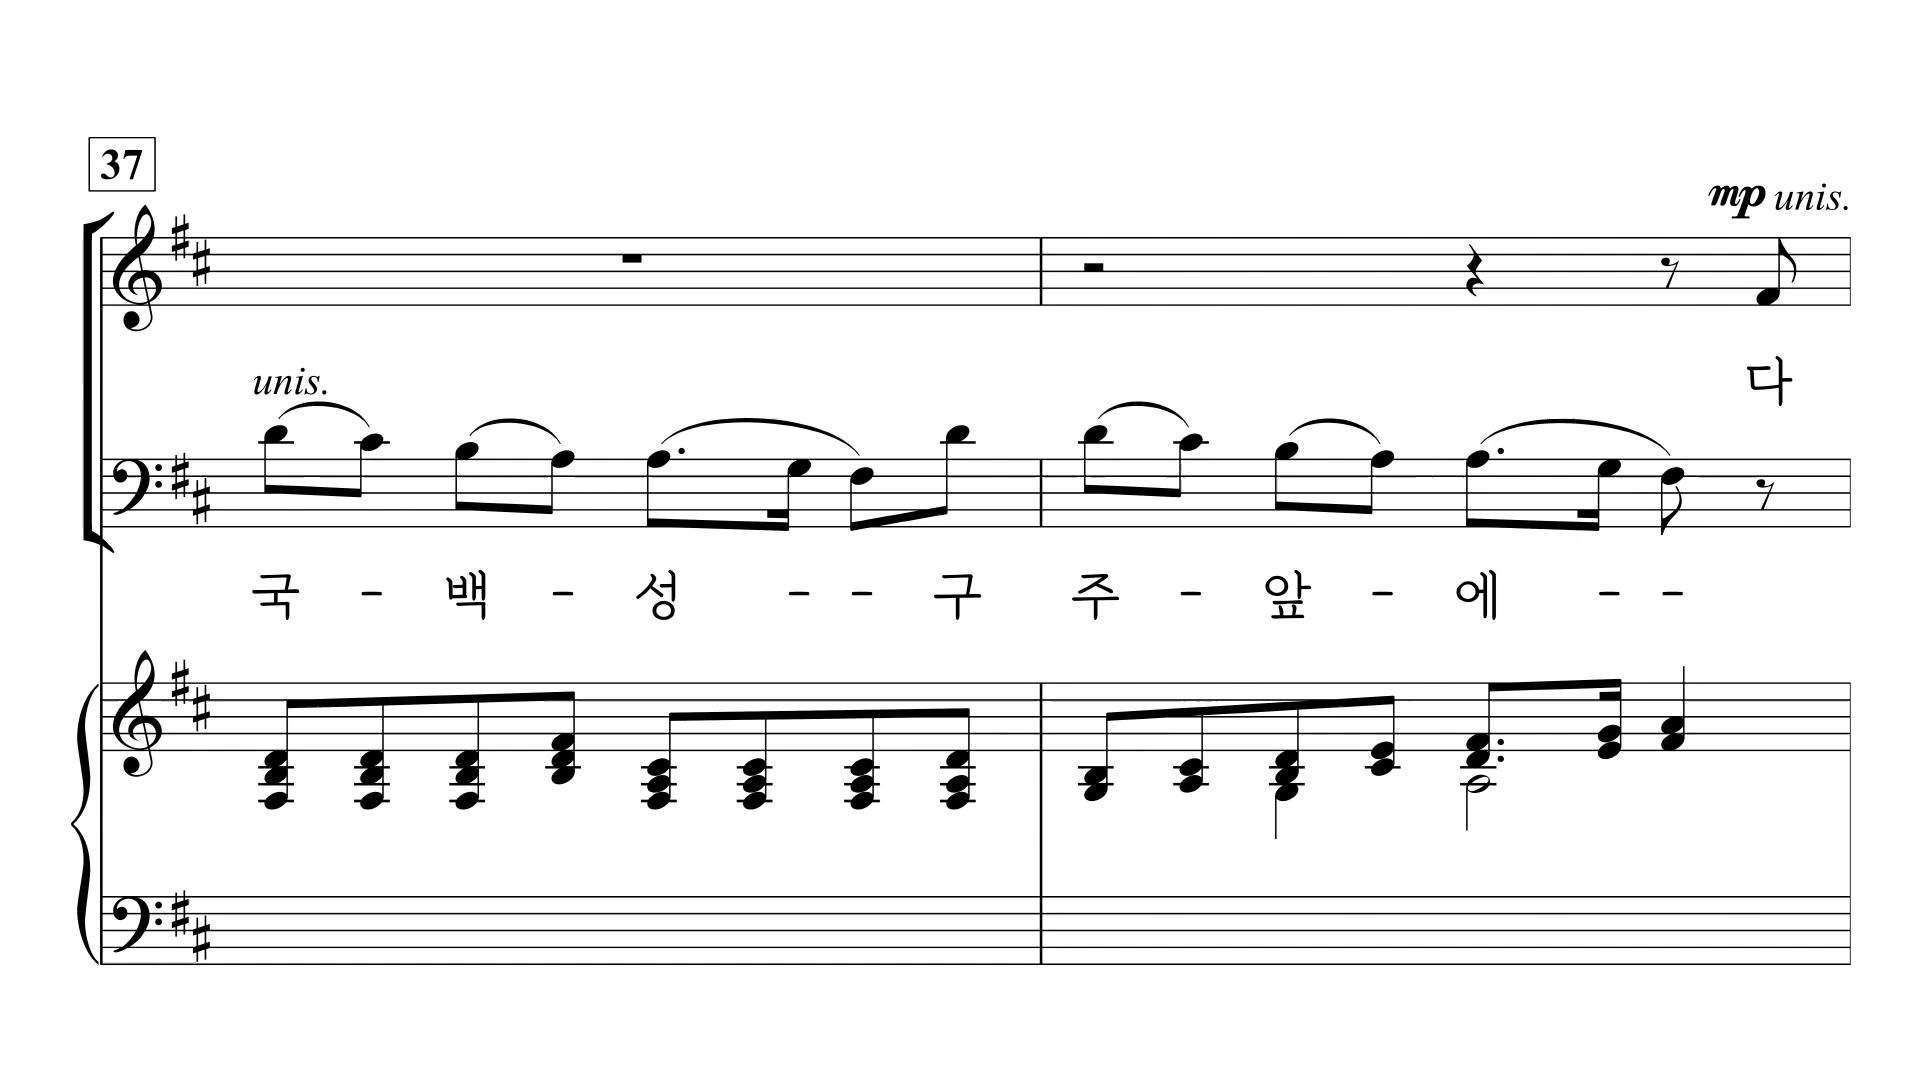 37
mp unis.
unis.
다
국 - 백 - 성 - - 구 주 - 앞 - 에 - -